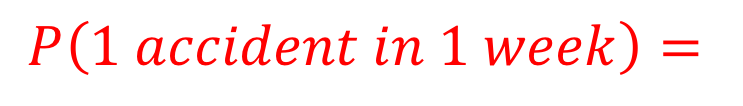 P(1 accident in 1 week) =